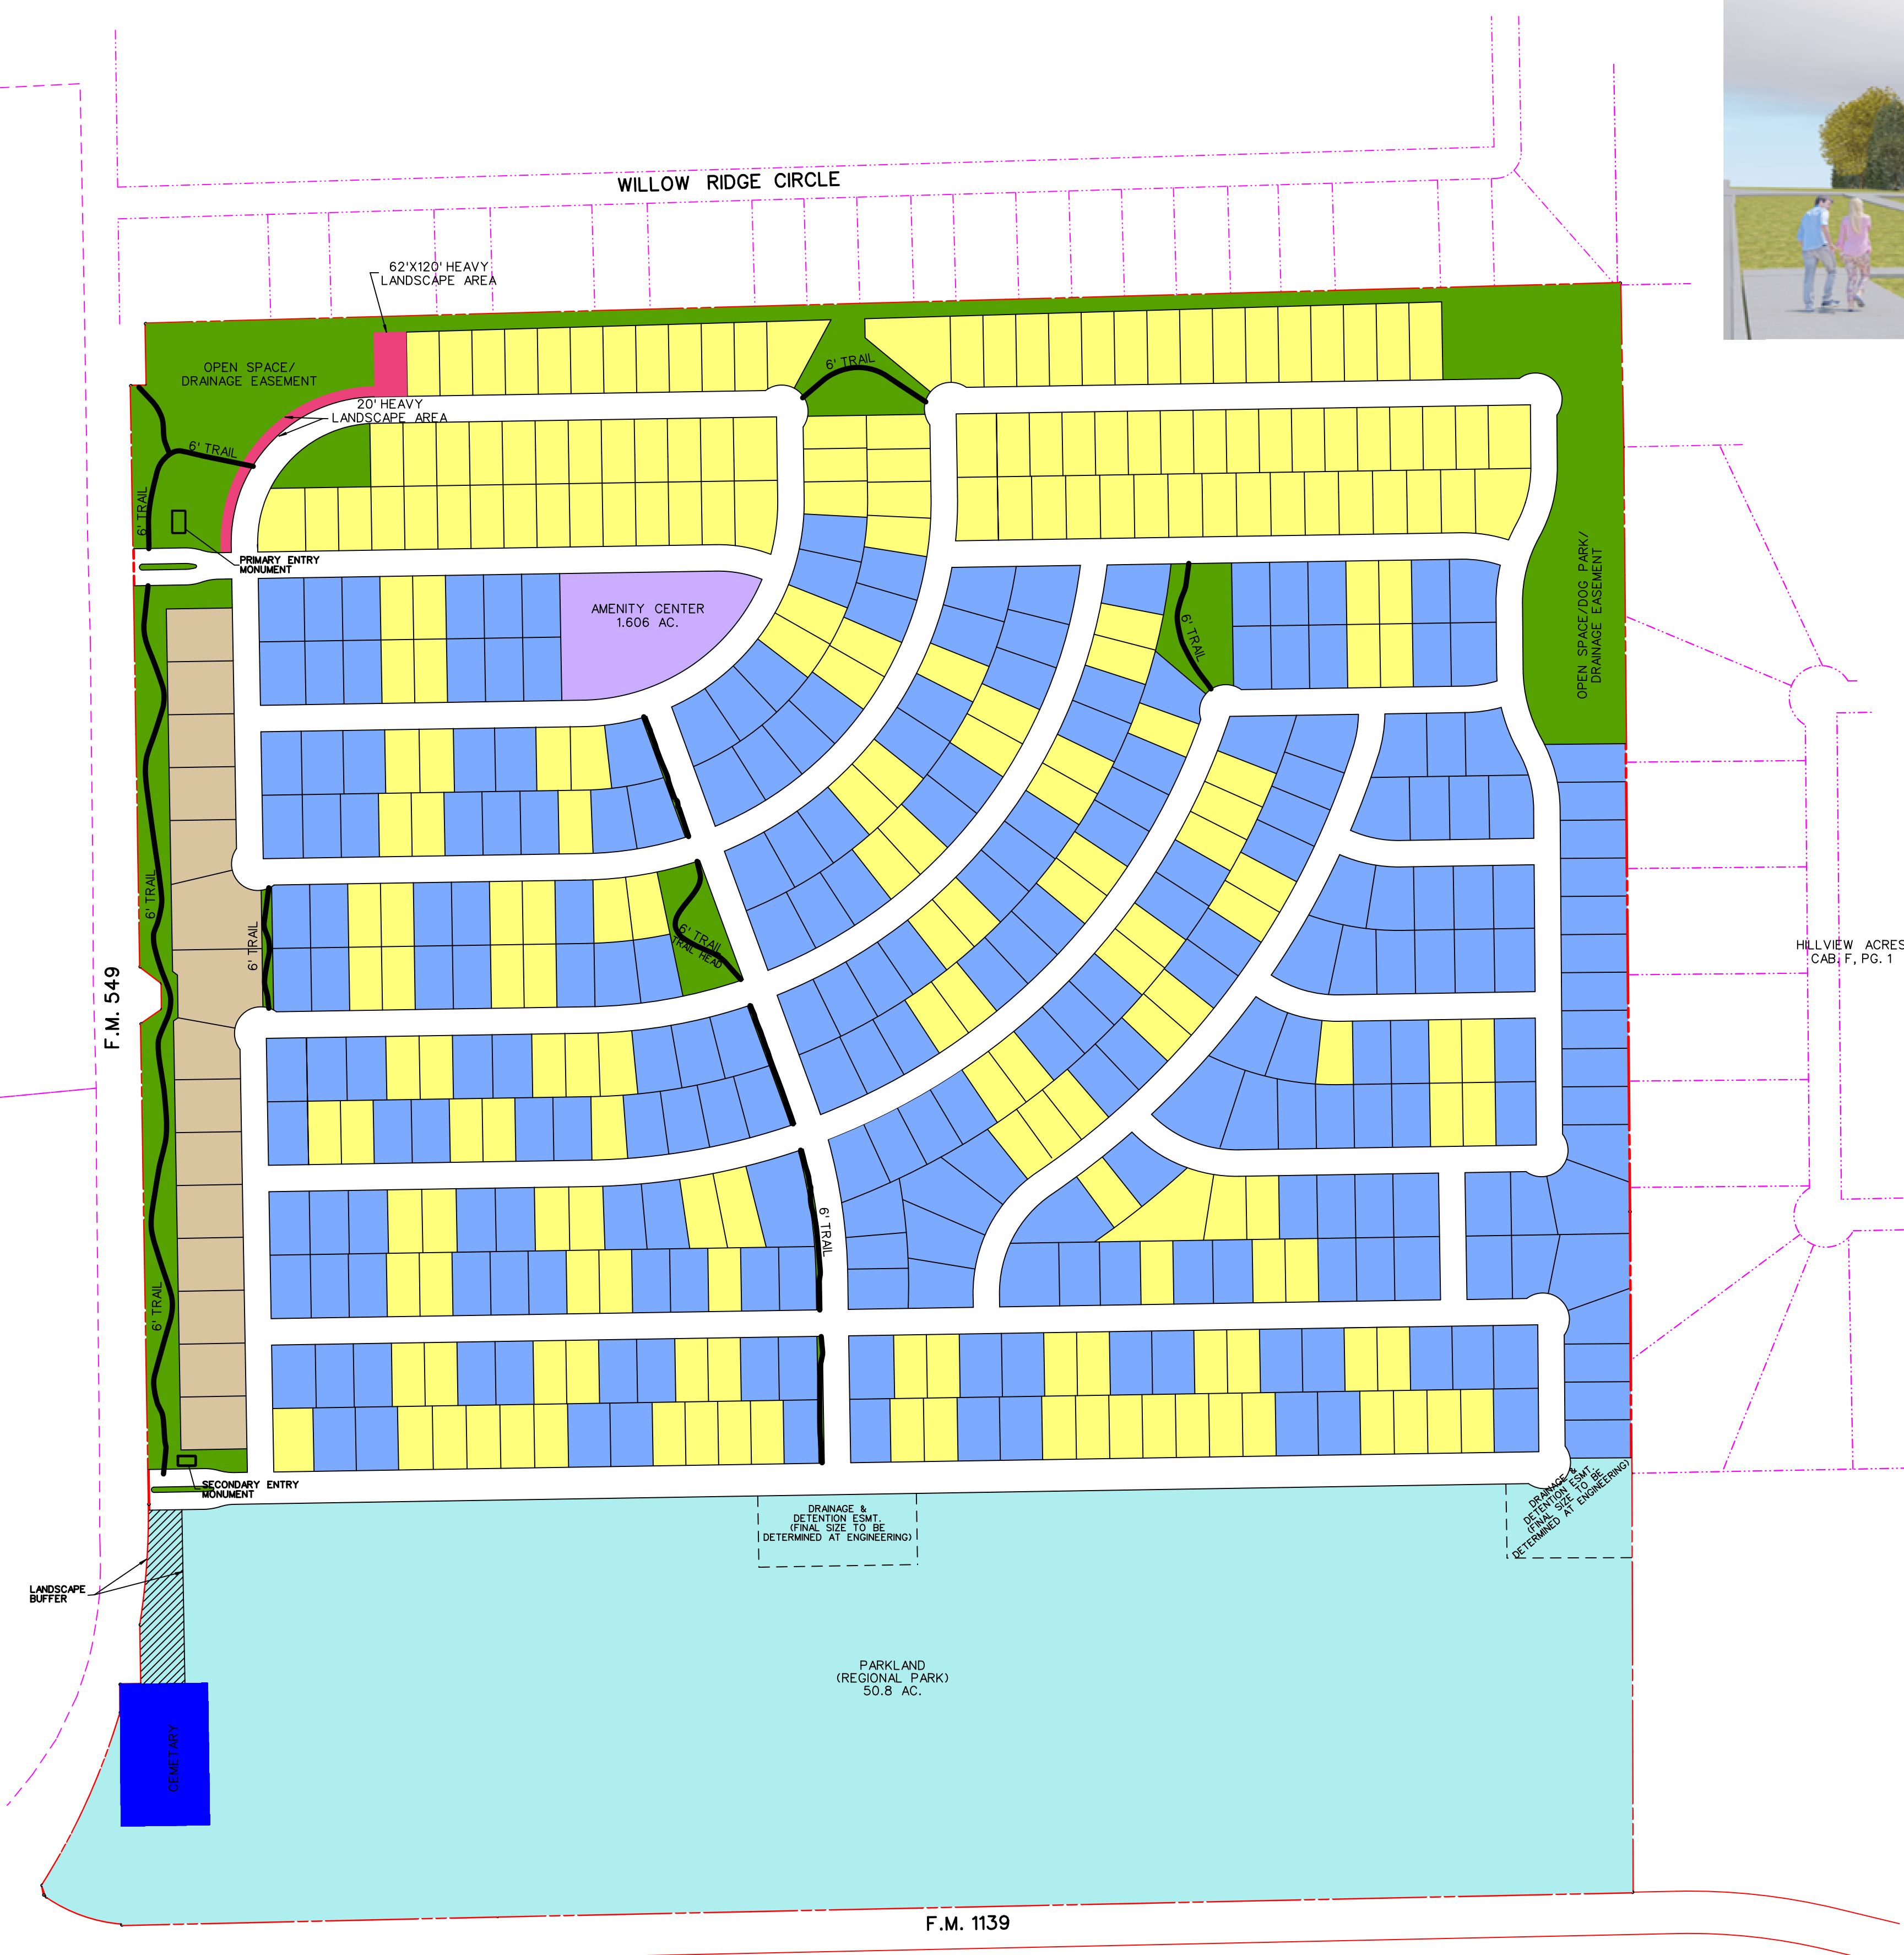 WILLOW RIDGE CIRCLE
62'X120' HEAVY
LANDSCAPE AREA
OPEN SPACE/
DRAINAGE EASEMENT
20' HEAVY
LANDSCAPE AREA
6' TRAIL
6' TRAIL
6' TRAIL
PRIMARY ENTRY
MONUMENT
AMENITY CENTER
1.606 AC.
6' TRAIL
OPEN SPACE/DOG PARK/
DRAINAGE EASEMENT
6' TRAIL
6' TRAIL
6' TRAIL
TRAIL HEAD
HILLVIEW ACRES
CAB. F, PG. 1
F.M. 549
6' TRAIL
6' TRAIL
SECONDARY ENTRY
MONUMENT
DRAINAGE &
DETENTION ESMT.
(FINAL SIZE TO BE
DETERMINED AT ENGINEERING)
DRAINAGE &
DETENTION ESMT.
(FINAL SIZE TO BE
DETERMINED AT ENGINEERING)
LANDSCAPE
BUFFER
PARKLAND
(REGIONAL PARK)
50.8 AC.
CEMETARY
F.M. 1139